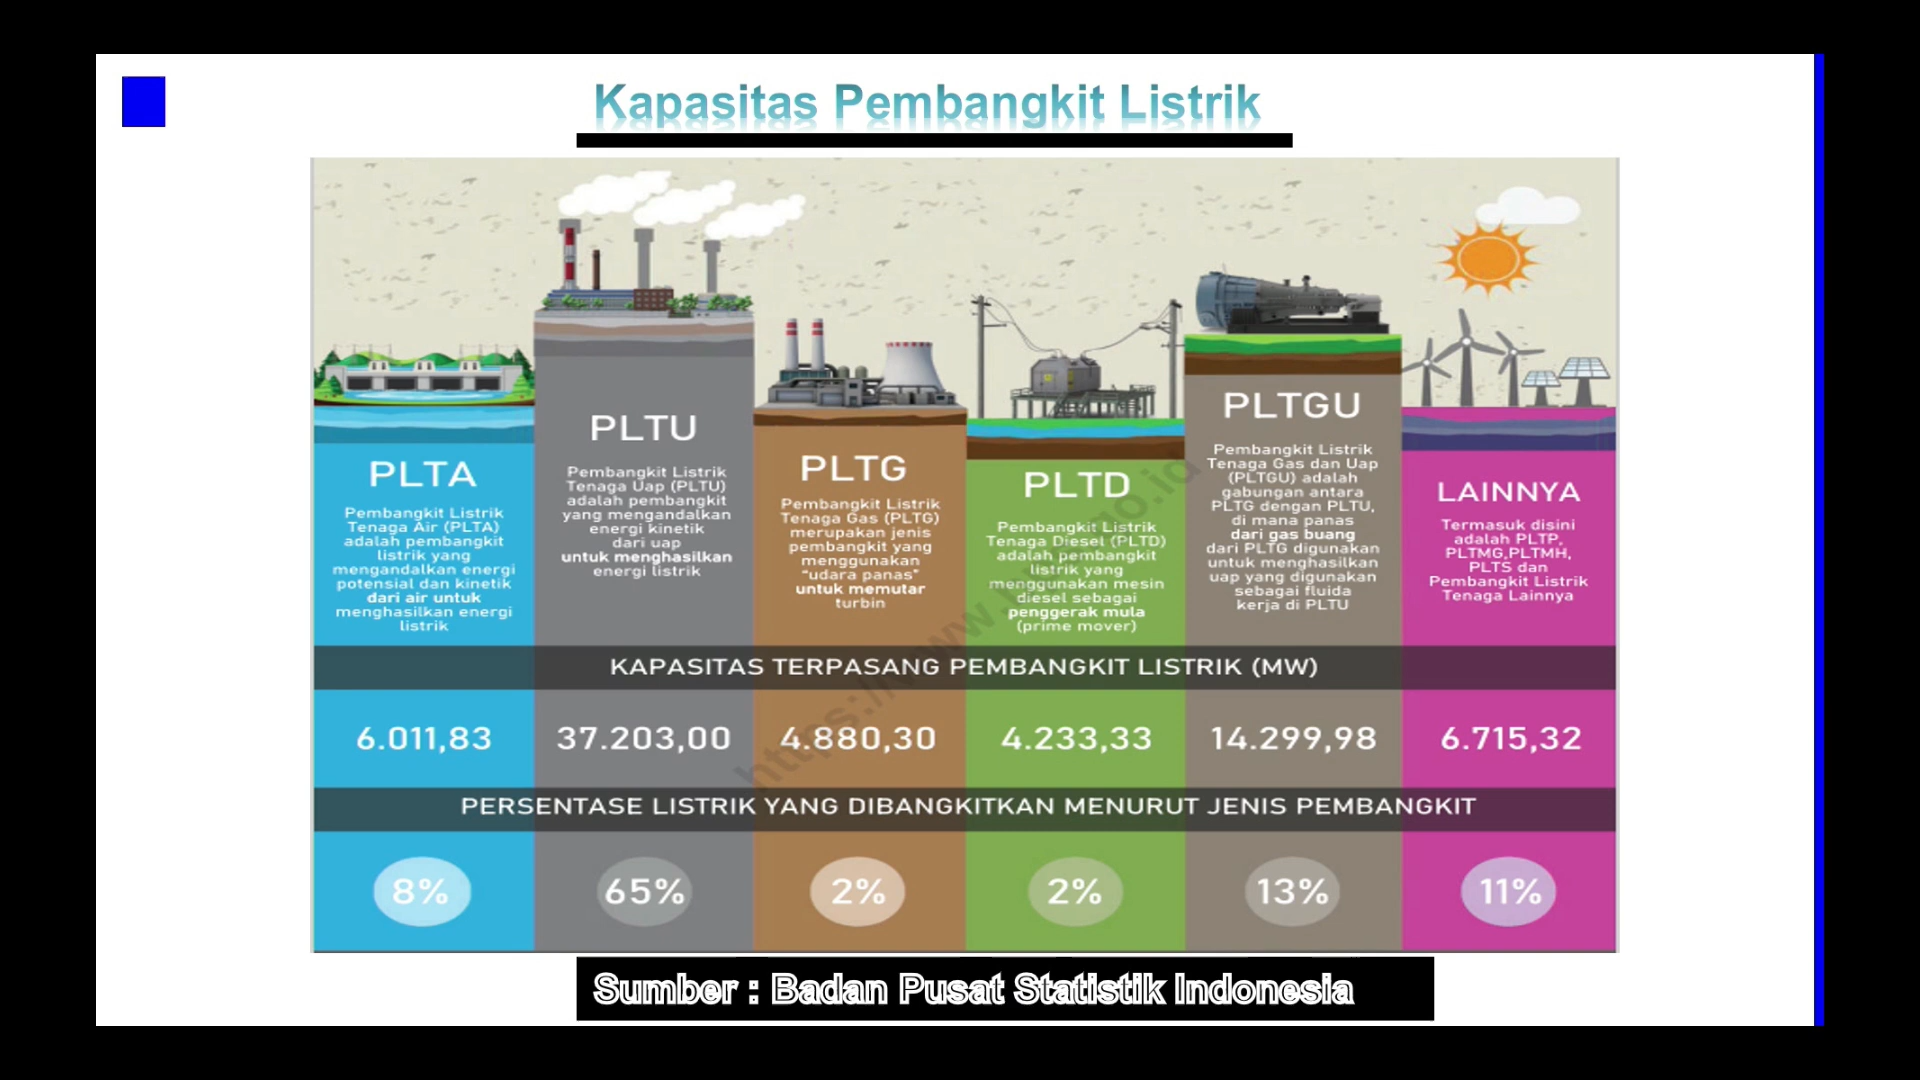 Kapasitas Pembangkit Listrik
PLTA
Pembangkit Listrik
Tenaga Air (PLTA)
adalah pembangkit
listrik yang
mengandalkan energi
potensial dan kinetik
dari air untuk
menghasilkan energi
listrik
PLTU
Pembangkit Listrik
Tenaga Uap (PLTU)
adalah pembangkit
yang mengandalkan
energi kinetik
dari uap
untuk menghasilkan
energi listrik
PLTG
Pembangkit Listrik
Tenaga Gas (PLTG)
merupakan jenis
pembangkit yang
menggunakan
"udara panas"
untuk memutar
turbin
PLTD
Pembangkit Listrik
Tenaga Diesel (PLTD)
adalah pembangkit
listrik yang
menggunakan mesin
diesel sebagai
penggerak mula
(prime mover)
PLTGU
Pembangkit Listrik
Tenaga Gas dan Uap
(PLTGU) adalah
gabungan antara
PLTG dengan PLTU,
di mana panas
dari gas buang
dari PLTG digunakan
untuk menghasilkan
uap yang digunakan
sebagai fluida
kerja di PLTU
LAINNYA
Termasuk disini
adalah PLTP,
PLTMG,PLTMH,
PLTS dan
Pembangkit Listrik
Tenaga Lainnya
KAPASITAS TERPASANG PEMBANGKIT LISTRIK (MW)
6.011,83 37.203,00 4.880,30 4.233,33 14.299,98 6.715,32
PERSENTASE LISTRIK YANG DIBANGKITKAN MENURUT JENIS PEMBANGKIT
8% 65% 2% 2% 13% 11%
Sumber : Badan Pusat Statistik Indonesia